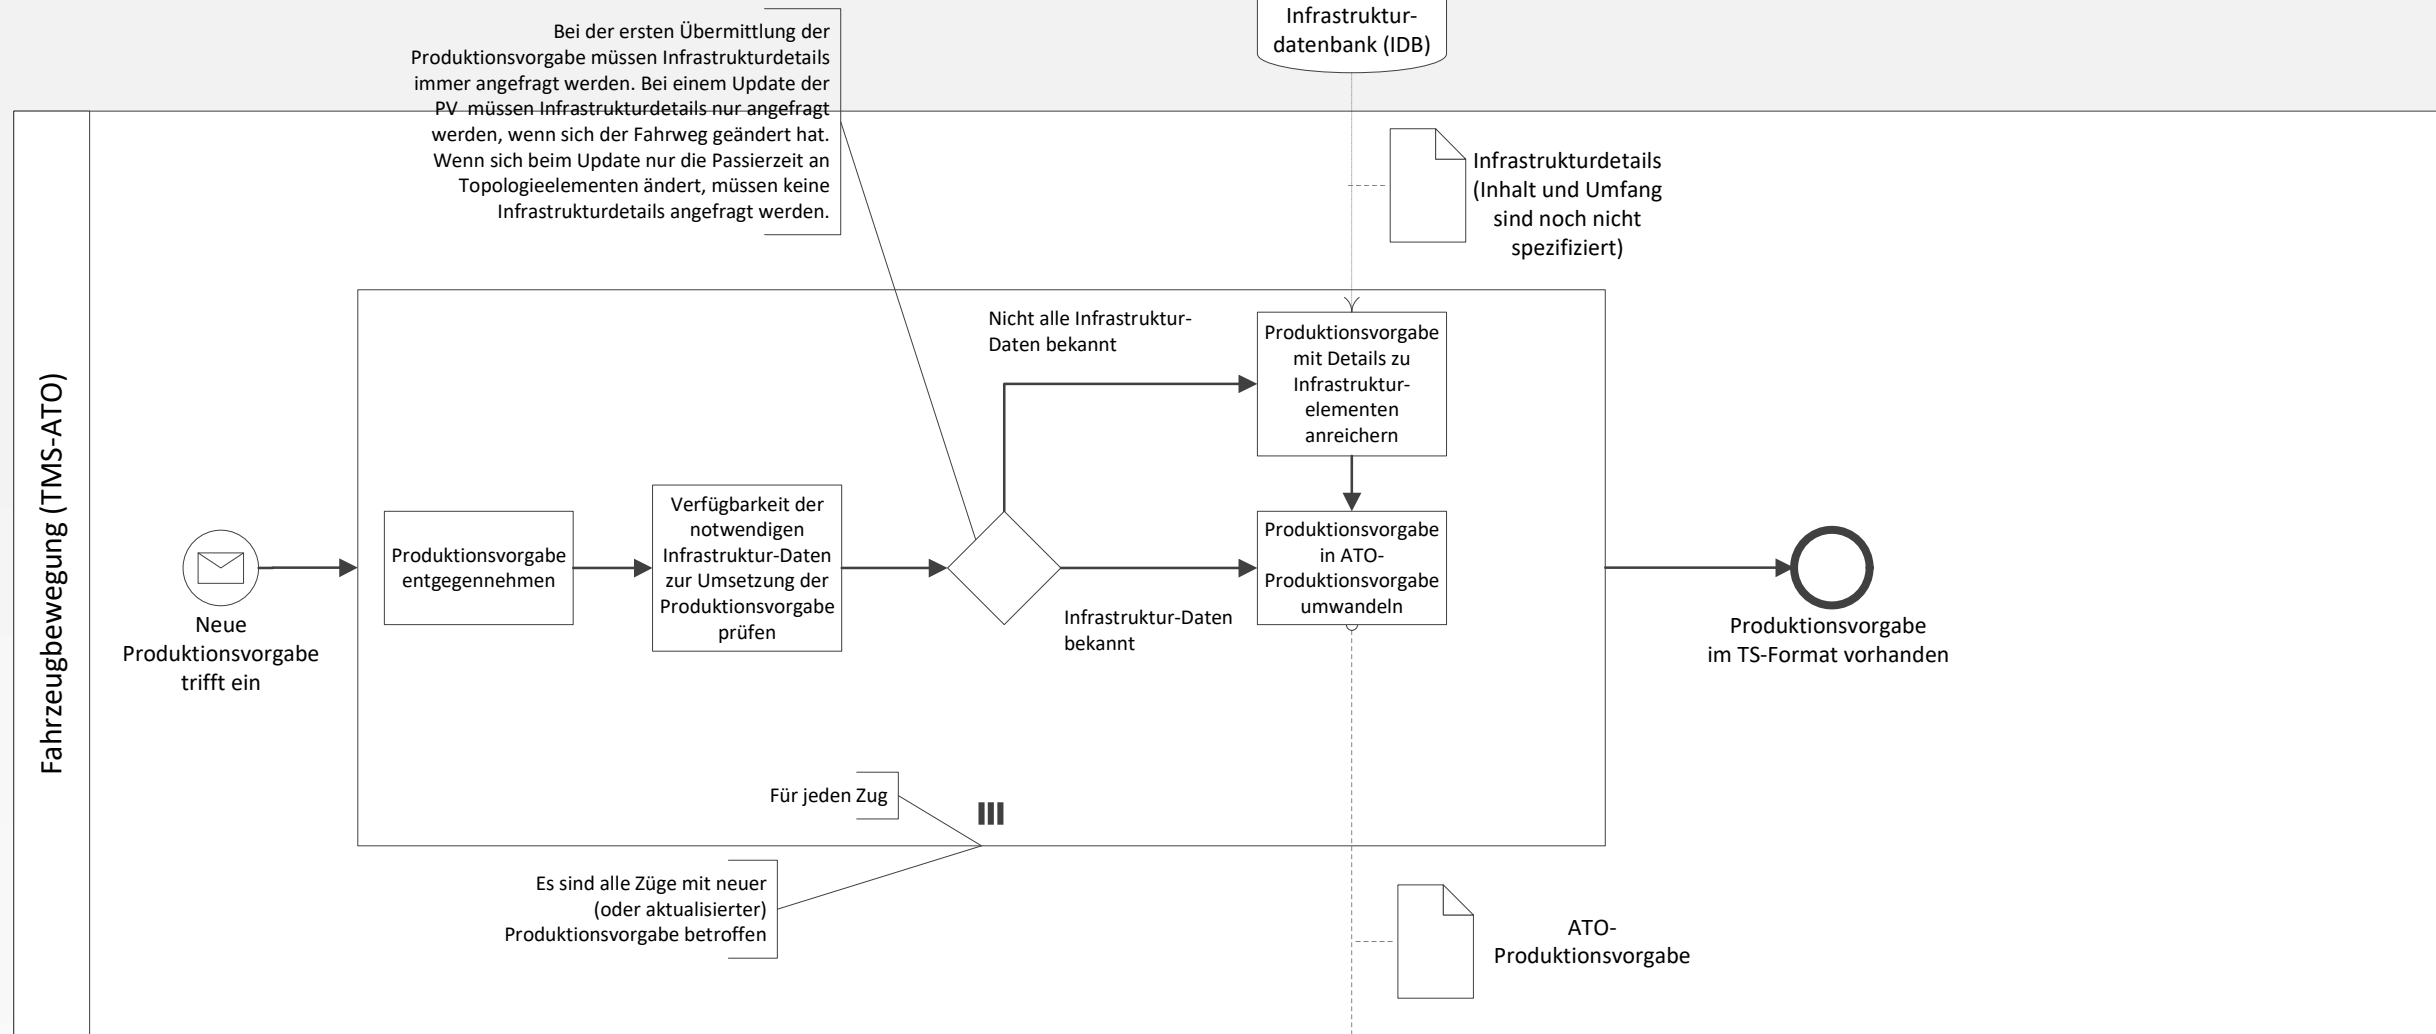 Bei der ersten Übermittlung der
Produktionsvorgabe müssen Infrastrukturdetails
immer angefragt werden. Bei einem Update der
PV  müssen Infrastrukturdetails nur angefragt
werden, wenn sich der Fahrweg geändert hat.
Wenn sich beim Update nur die Passierzeit an
Topologieelementen ändert, müssen keine
Infrastrukturdetails angefragt werden.
Infrastruktur-
datenbank (IDB)
Infrastrukturdetails
(Inhalt und Umfang
sind noch nicht
spezifiziert)
Fahrzeugbewegung (TMS-ATO)
Neue
Produktionsvorgabe
trifft ein
Produktionsvorgabe
entgegennehmen
Verfügbarkeit der
notwendigen
Infrastruktur-Daten
zur Umsetzung der
Produktionsvorgabe
prüfen
Nicht alle Infrastruktur-
Daten bekannt
Produktionsvorgabe
mit Details zu
Infrastruktur-
elementen
anreichern
Infrastruktur-Daten
bekannt
Produktionsvorgabe
in ATO-
Produktionsvorgabe
umwandeln
Produktionsvorgabe
im TS-Format vorhanden
Für jeden Zug
Es sind alle Züge mit neuer
(oder aktualisierter)
Produktionsvorgabe betroffen
ATO-
Produktionsvorgabe